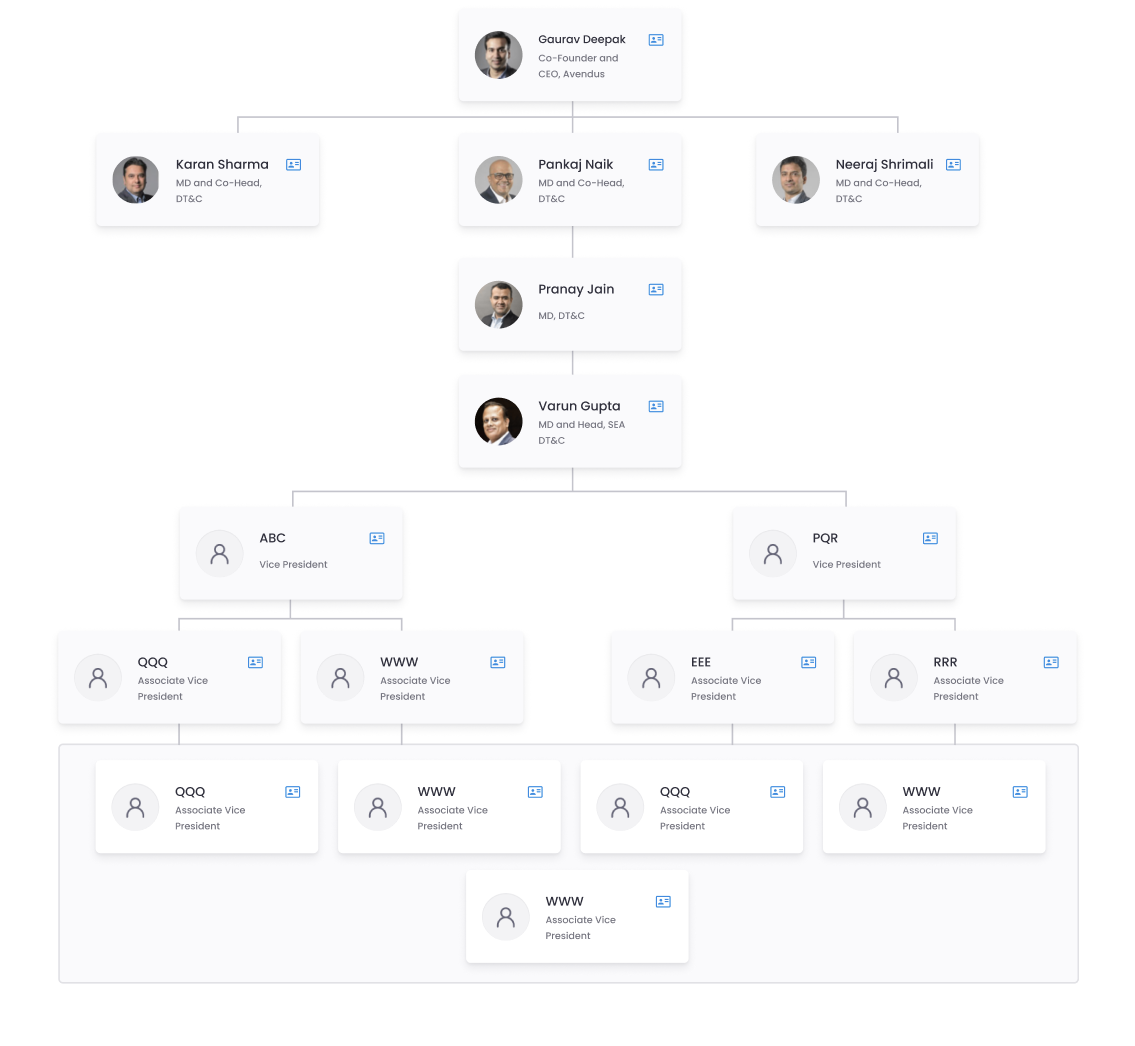 Gaurav Deepak
Co-Founder and
CEO, Avendus
Karan Sharma
MD and Co-Head,
DT&C
Pankaj Naik
MD and Co-Head,
DT&C
Neeraj Shrimali
MD and Co-Head,
DT&C
Pranay Jain
MD, DT&C
Varun Gupta
MD and Head, SEA
DT&C
ABC
Vice President
PQR
Vice President
QQQ
Associate Vice
President
WWW
Associate Vice
President
EEE
Associate Vice
President
RRR
Associate Vice
President
QQQ
Associate Vice
President
WWW
Associate Vice
President
QQQ
Associate Vice
President
WWW
Associate Vice
President
WWW
Associate Vice
President